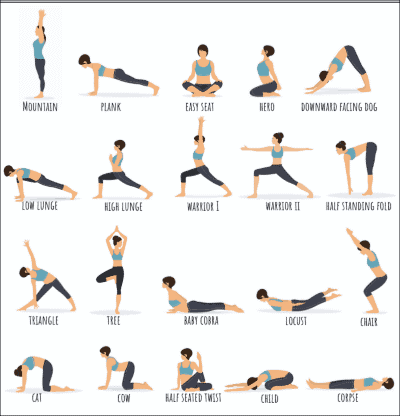 Mountain
Plank
Easy Seat
Hero
Downward Facing Dog
Low Lunge
High Lunge
Warrior I
Warrior II
Half Standing Fold
Triangle
Tree
Baby Cobra
Locust
Chair
Cat
Cow
Half Seated Twist
Child
Corpse